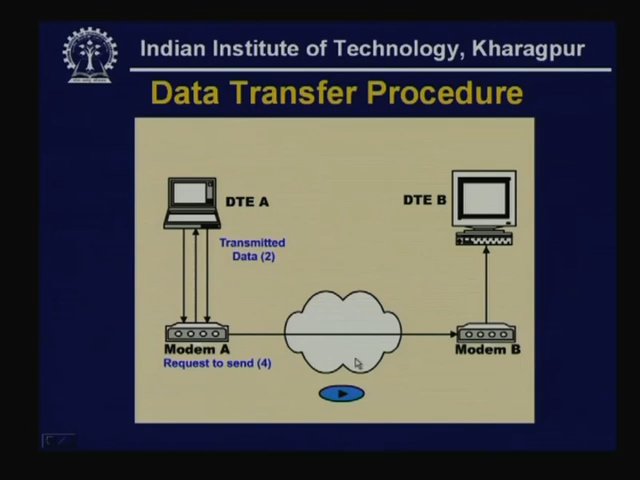 Indian Institute of Technology, Kharagpur
Data Transfer Procedure
DTE A
DTE B
Transmitted
Data (2)
Modem A
Modem B
Request to send (4)